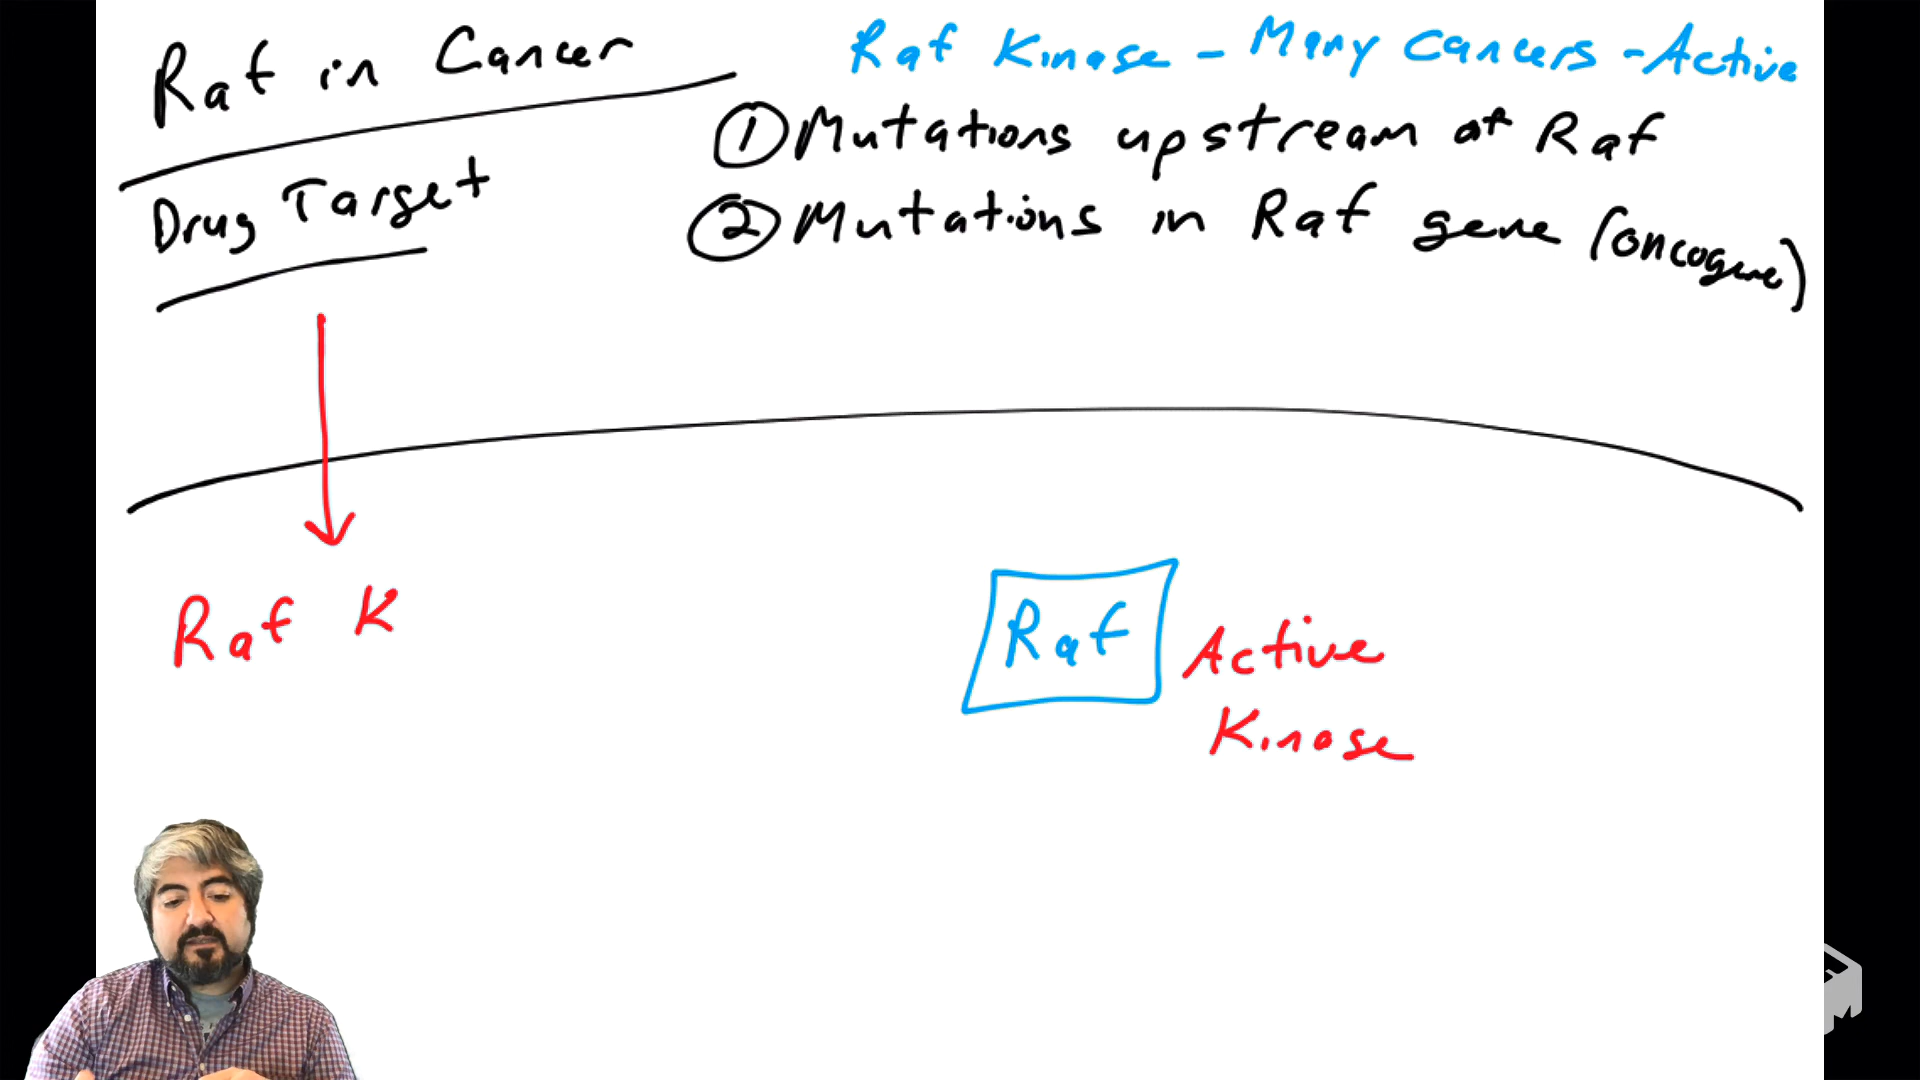 Raf in Cancer
Drug Target
Raf Kinase - Many Cancers - Active
① Mutations upstream of Raf
② Mutations in Raf gene (oncogene)
Raf K
Raf
Active
Kinase